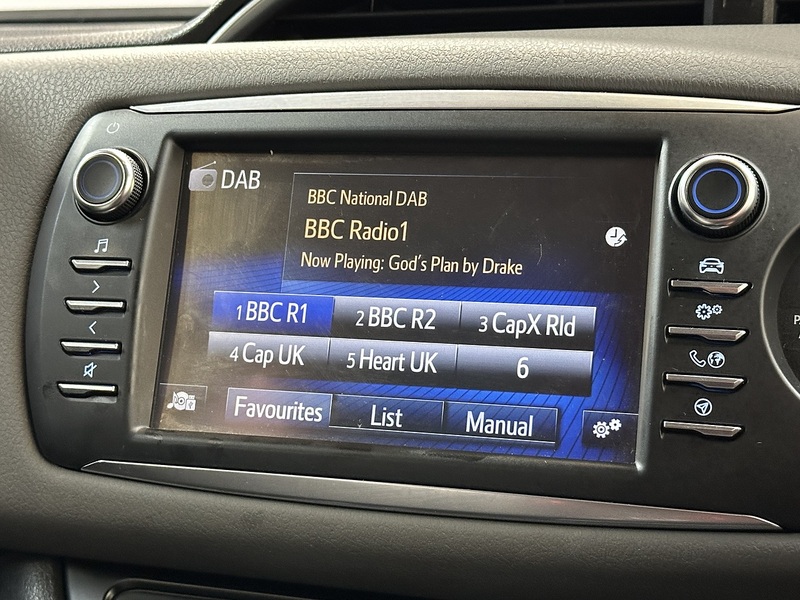 DAB
BBC National DAB
BBC Radio1
Now Playing: God's Plan by Drake
1 BBC R1
2 BBC R2
3 CapX Rld
4 Cap UK
5 Heart UK
6
Favourites
List
Manual